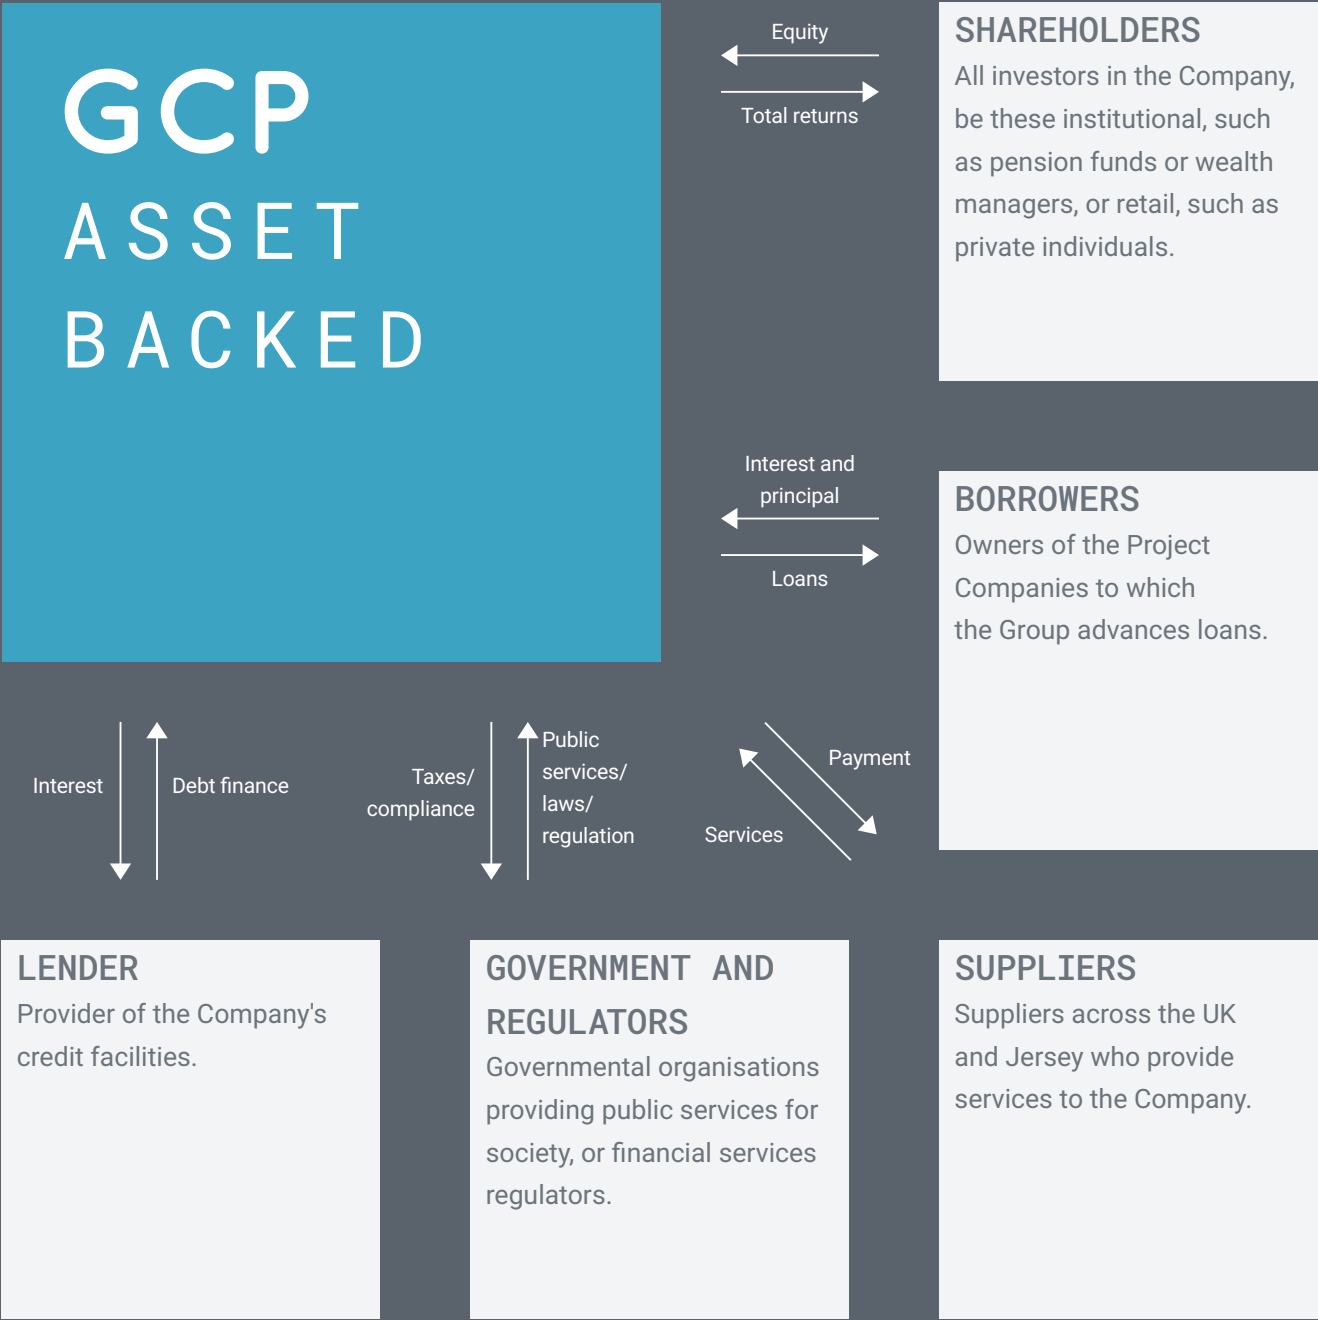 GCP
ASSET
BACKED
Equity
Total returns
SHAREHOLDERS
All investors in the Company,
be these institutional, such
as pension funds or wealth
managers, or retail, such as
private individuals.
Interest and
principal
Loans
BORROWERS
Owners of the Project
Companies to which
the Group advances loans.
Interest
Debt finance
Taxes/
compliance
Public
services/
laws/
regulation
Payment
Services
LENDER
Provider of the Company's
credit facilities.
GOVERNMENT AND
REGULATORS
Governmental organisations
providing public services for
society, or financial services
regulators.
SUPPLIERS
Suppliers across the UK
and Jersey who provide
services to the Company.